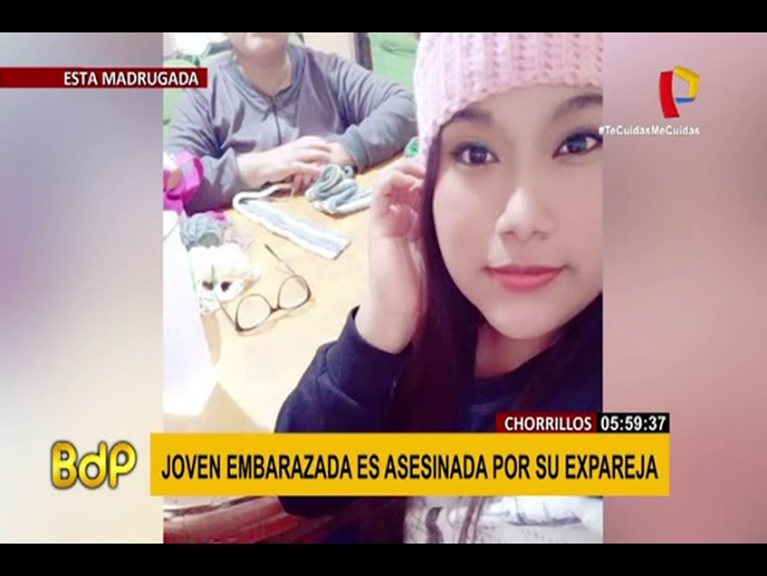 ESTA MADRUGADA
#TeCuidasMeCuidas
CHORRILLOS 05:59:37
BdP
JOVEN EMBARAZADA ES ASESINADA POR SU EXPAREJA